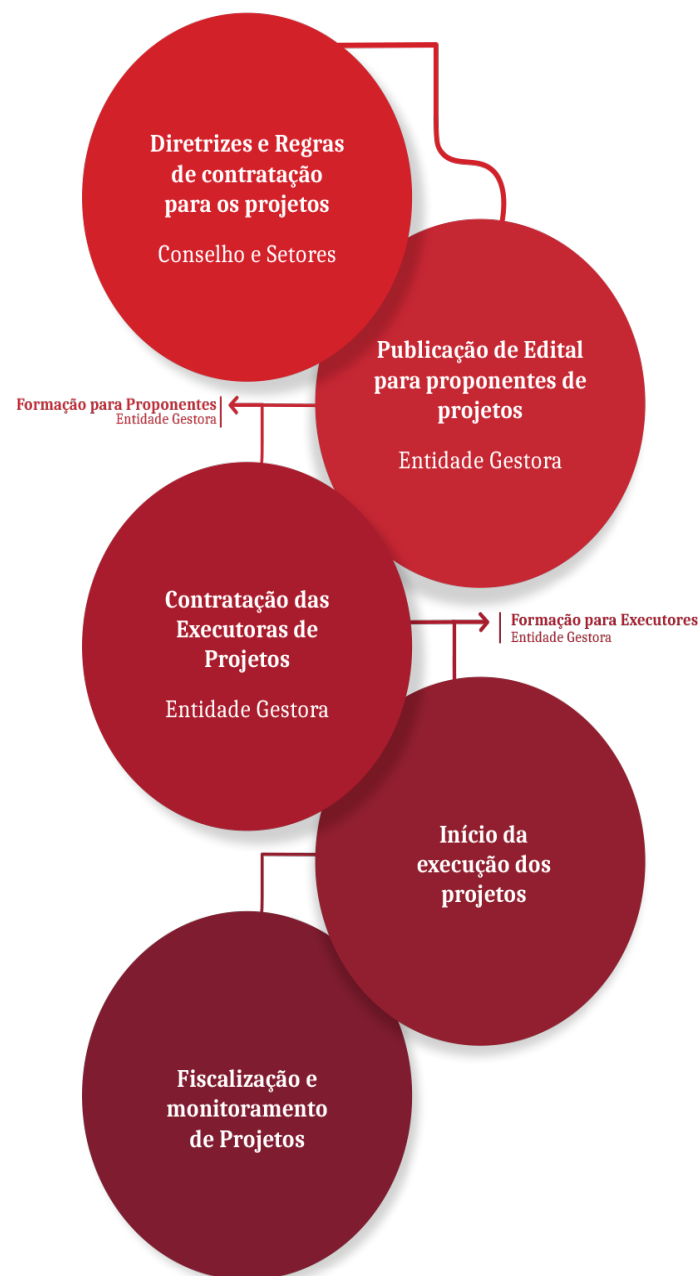 Diretrizes e Regras
de contratação
para os projetos
Conselho e Setores
Publicação de Edital
para proponentes de
projetos
Entidade Gestora
Formação para Proponentes
Entidade Gestora
Contratação das
Executoras de
Projetos
Entidade Gestora
Formação para Executores
Entidade Gestora
Início da
execução dos
projetos
Fiscalização e
monitoramento
de Projetos